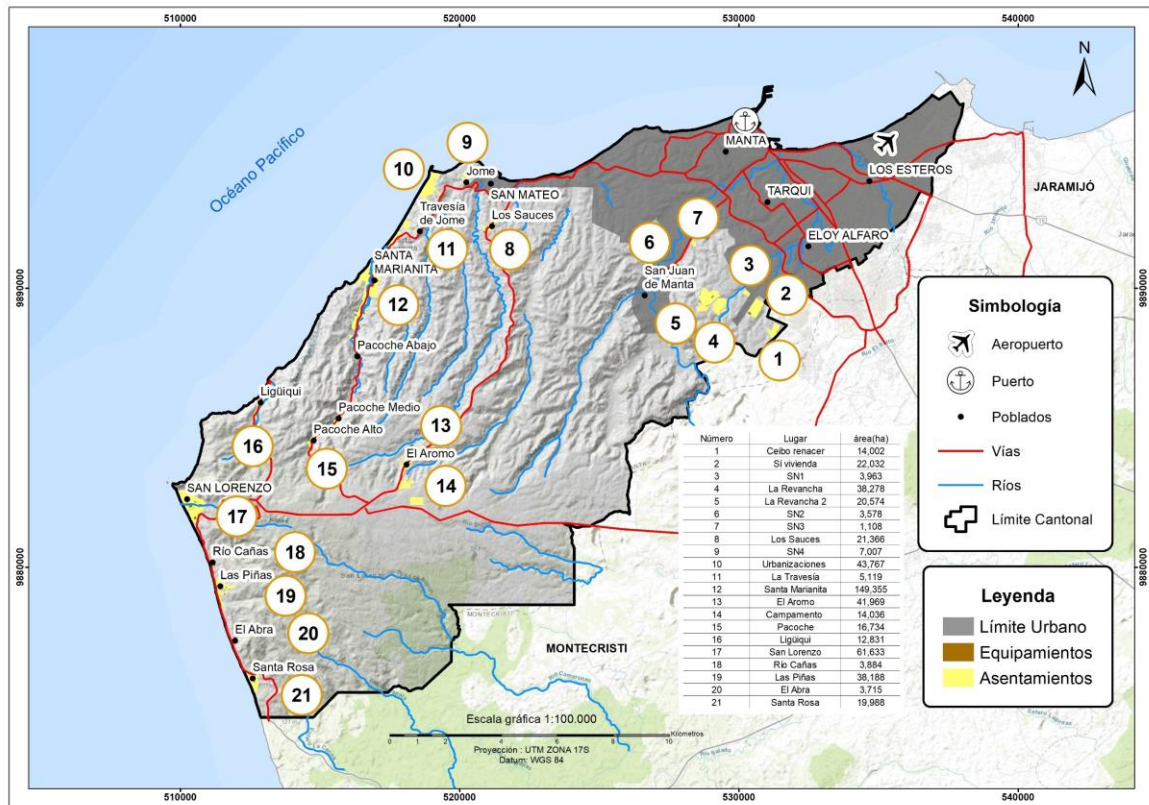 510000 520000 530000 540000
N
Océano Pacífico
9
10
Jome
SAN MATEO
Travesía
de Jome
Los Sauces
11
8
SANTA
MARIANITA
12
MANTA
LOS ESTEROS
TARQUI
JARAMIJÓ
7
6
ELOY ALFARO
3
San Juan
de Manta
2
5
4
1
9890000
9890000
Pacoche Abajo
Ligüiqui
Pacoche Medio
13
Pacoche Alto
16
El Aromo
15
14
SAN LORENZO
17
Río Cañas
18
Las Piñas
19
20
El Abra
Santa Rosa
21
9880000
9880000
MONTECRISTI
MONTECRISTI
Simbología
Aeropuerto
Puerto
Poblados
Vías
Ríos
Límite Cantonal
Leyenda
Límite Urbano
Equipamientos
Asentamientos
Número Lugar área(ha)
1 Ceibo renacer 14,002
2 Sí vivienda 22,032
3 SN1 3,963
4 La Revancha 38,278
5 La Revancha 2 20,574
6 SN2 3,578
7 SN3 1,108
8 Los Sauces 21,366
9 SN4 7,007
10 Urbanizaciones 43,767
11 La Travesía 5,119
12 Santa Marianita 149,355
13 El Aromo 41,969
14 Campamento 14,036
15 Pacoche 16,734
16 Ligüiqui 12,831
17 San Lorenzo 61,633
18 Río Cañas 3,884
19 Las Piñas 38,188
20 El Abra 3,715
21 Santa Rosa 19,988
Escala gráfica 1:100.000
0 1 2 4 6 8 10
Kilómetros
Proyección : UTM ZONA 17S
Datum: WGS 84
510000 520000 530000 540000